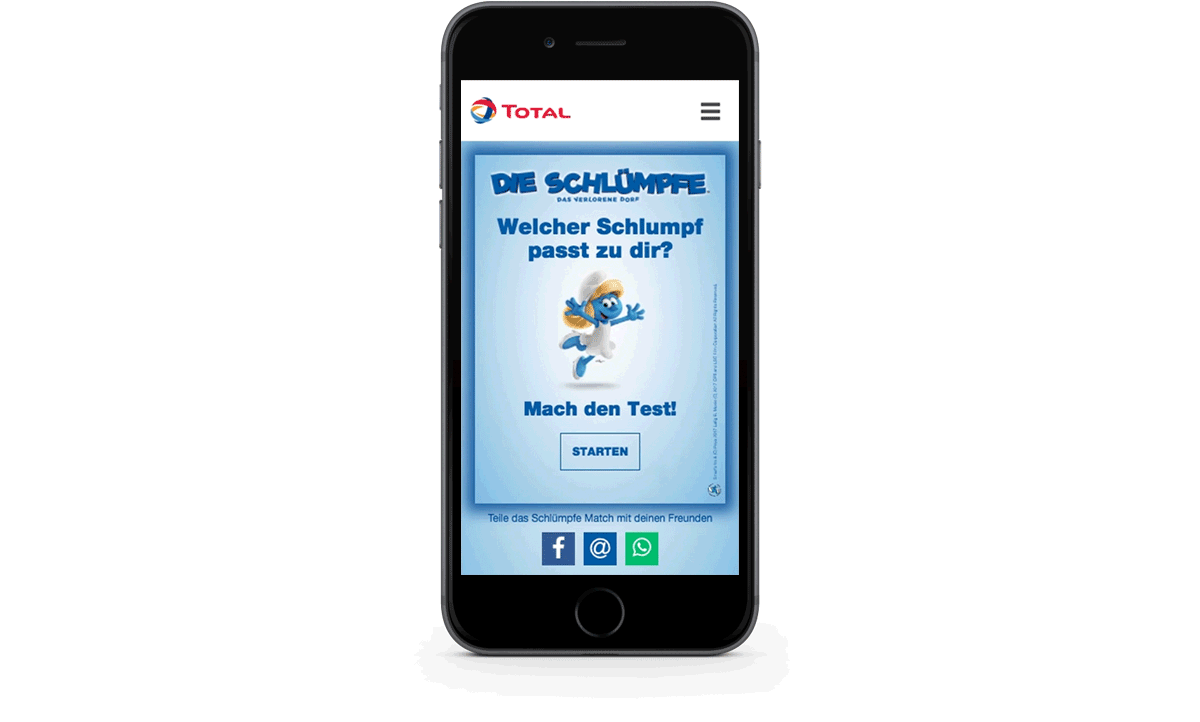 TOTAL
DIE SCHLÜMPFE
DAS VERLORENE DORF
Welcher Schlumpf
passt zu dir?
Mach den Test!
STARTEN
Teile das Schlümpfe Match mit deinen Freunden